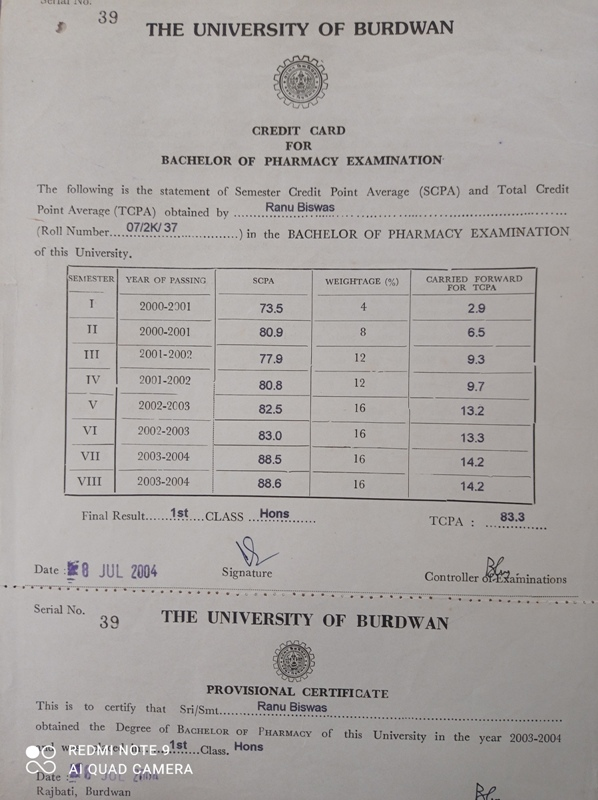 Serial No.
39
THE UNIVERSITY OF BURDWAN
CREDIT CARD
FOR
BACHELOR OF PHARMACY EXAMINATION
The following is the statement of Semester Credit Point Average (SCPA) and Total Credit
Point Average (TCPA) obtained by Ranu Biswas
(Roll Number 07/2K/37) in the BACHELOR OF PHARMACY EXAMINATION
of this University.
SEMESTER YEAR OF PASSING SCPA WEIGHTAGE (%) CARRIED FORWARD FOR TCPA
I 2000-2001 73.5 4 2.9
II 2000-2001 80.9 8 6.5
III 2001-2002 77.9 12 9.3
IV 2001-2002 80.8 12 9.7
V 2002-2003 82.5 16 13.2
VI 2002-2003 83.0 16 13.3
VII 2003-2004 88.5 16 14.2
VIII 2003-2004 88.6 16 14.2
Final Result......1st....CLASS ...Hons...... TCPA : ...83.3......
Date : 8 JUL 2004 Signature Controller of Examinations
Serial No.
39
THE UNIVERSITY OF BURDWAN
PROVISIONAL CERTIFICATE
This is to certify that Sri/Smt. Ranu Biswas
obtained the Degree of BACHELOR OF PHARMACY of this University in the year 2003-2004
1st Class. Hons
REDMI NOTE 9
AI QUAD CAMERA
Date : 8 JUL 2004
Rajbati, Burdwan